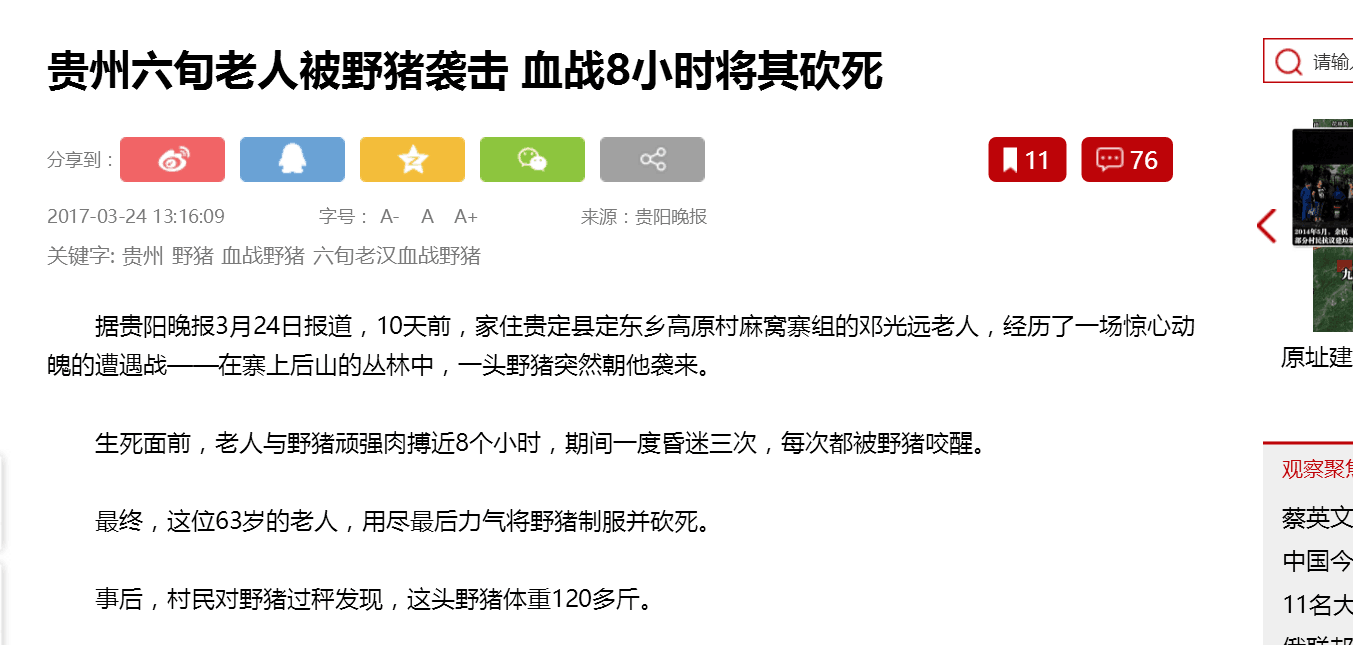 贵州六旬老人被野猪袭击 血战8小时将其砍死
请输
分享到：
11
76
2017-03-24 13:16:09 字号： A- A A+ 来源：贵阳晚报
关键字: 贵州 野猪 血战野猪 六旬老汉血战野猪
据贵阳晚报3月24日报道，10天前，家住贵定县定东乡高原村麻窝寨组的邓光远老人，经历了一场惊心动
魄的遭遇战——在寨上后山的丛林中，一头野猪突然朝他袭来。
生死面前，老人与野猪顽强肉搏近8个小时，期间一度昏迷三次，每次都被野猪咬醒。
最终，这位63岁的老人，用尽最后力气将野猪制服并砍死。
事后，村民对野猪过秤发现，这头野猪体重120多斤。
2014年5月，余杭
部分村民抗议建垃
九
原址建
观察聚焦
蔡英文
中国今
11名大
俄联邦